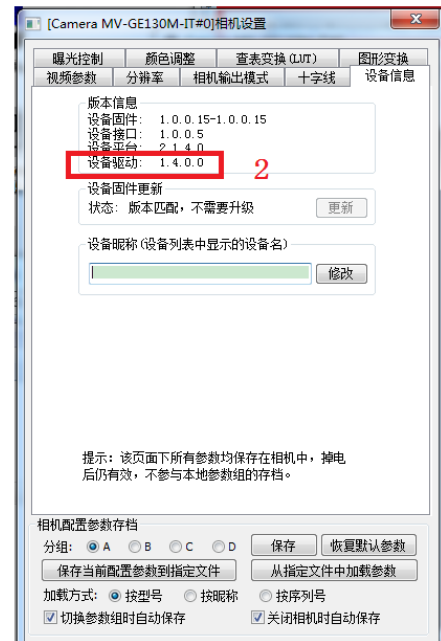 [Camera MV-GE130M-IT#0]相机设置
曝光控制 颜色调整 查表变换(LUT) 图形变换
视频参数 分辨率 相机输出模式 十字线 设备信息
版本信息
设备固件: 1.0.0.15-1.0.0.15
设备接口: 1.0.0.5
设备平台: 2.1.4.0
设备驱动: 1.4.0.0
2
设备固件更新
状态: 版本匹配，不需要升级 更新
设备昵称(设备列表中显示的设备名)
修改
提示: 该页面下所有参数均保存在相机中，掉电
后仍有效，不参与本地参数组的存档。
相机配置参数存档
分组: A B C D 保存 恢复默认参数
保存当前配置参数到指定文件 从指定文件中加载参数
加载方式: 按型号 按昵称 按序列号
切换参数组时自动保存 关闭相机时自动保存